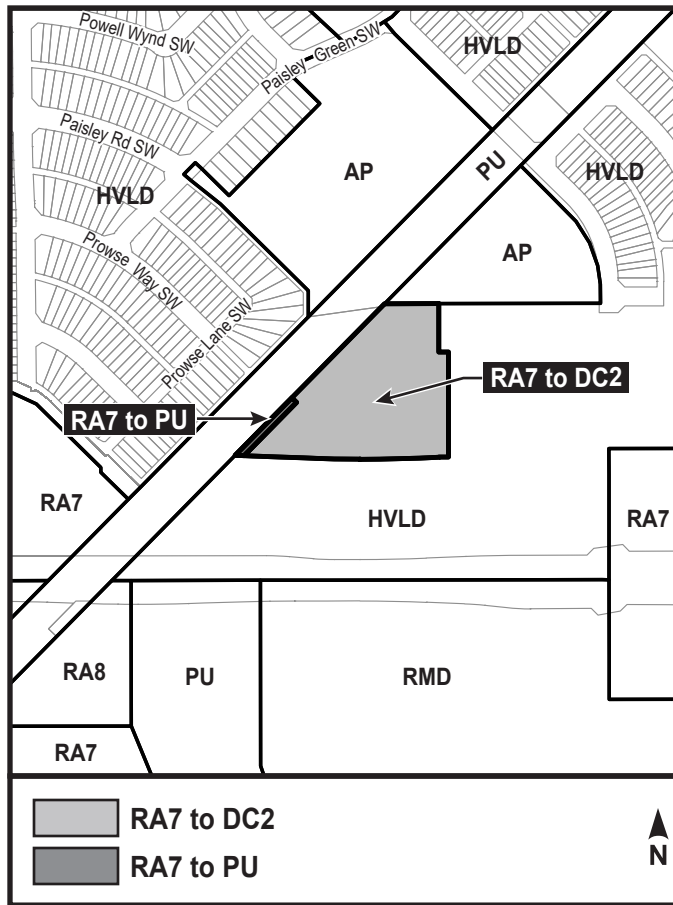 Powell Wynd SW
Paisley Green SW
HVLD
Paisley Rd SW
AP
PU
HVLD
HVLD
Prowse Way SW
AP
Prowse Lane SW
RA7 to DC2
RA7 to PU
RA7
HVLD
RA7
RA8
PU
RMD
RA7
RA7 to DC2
RA7 to PU
N